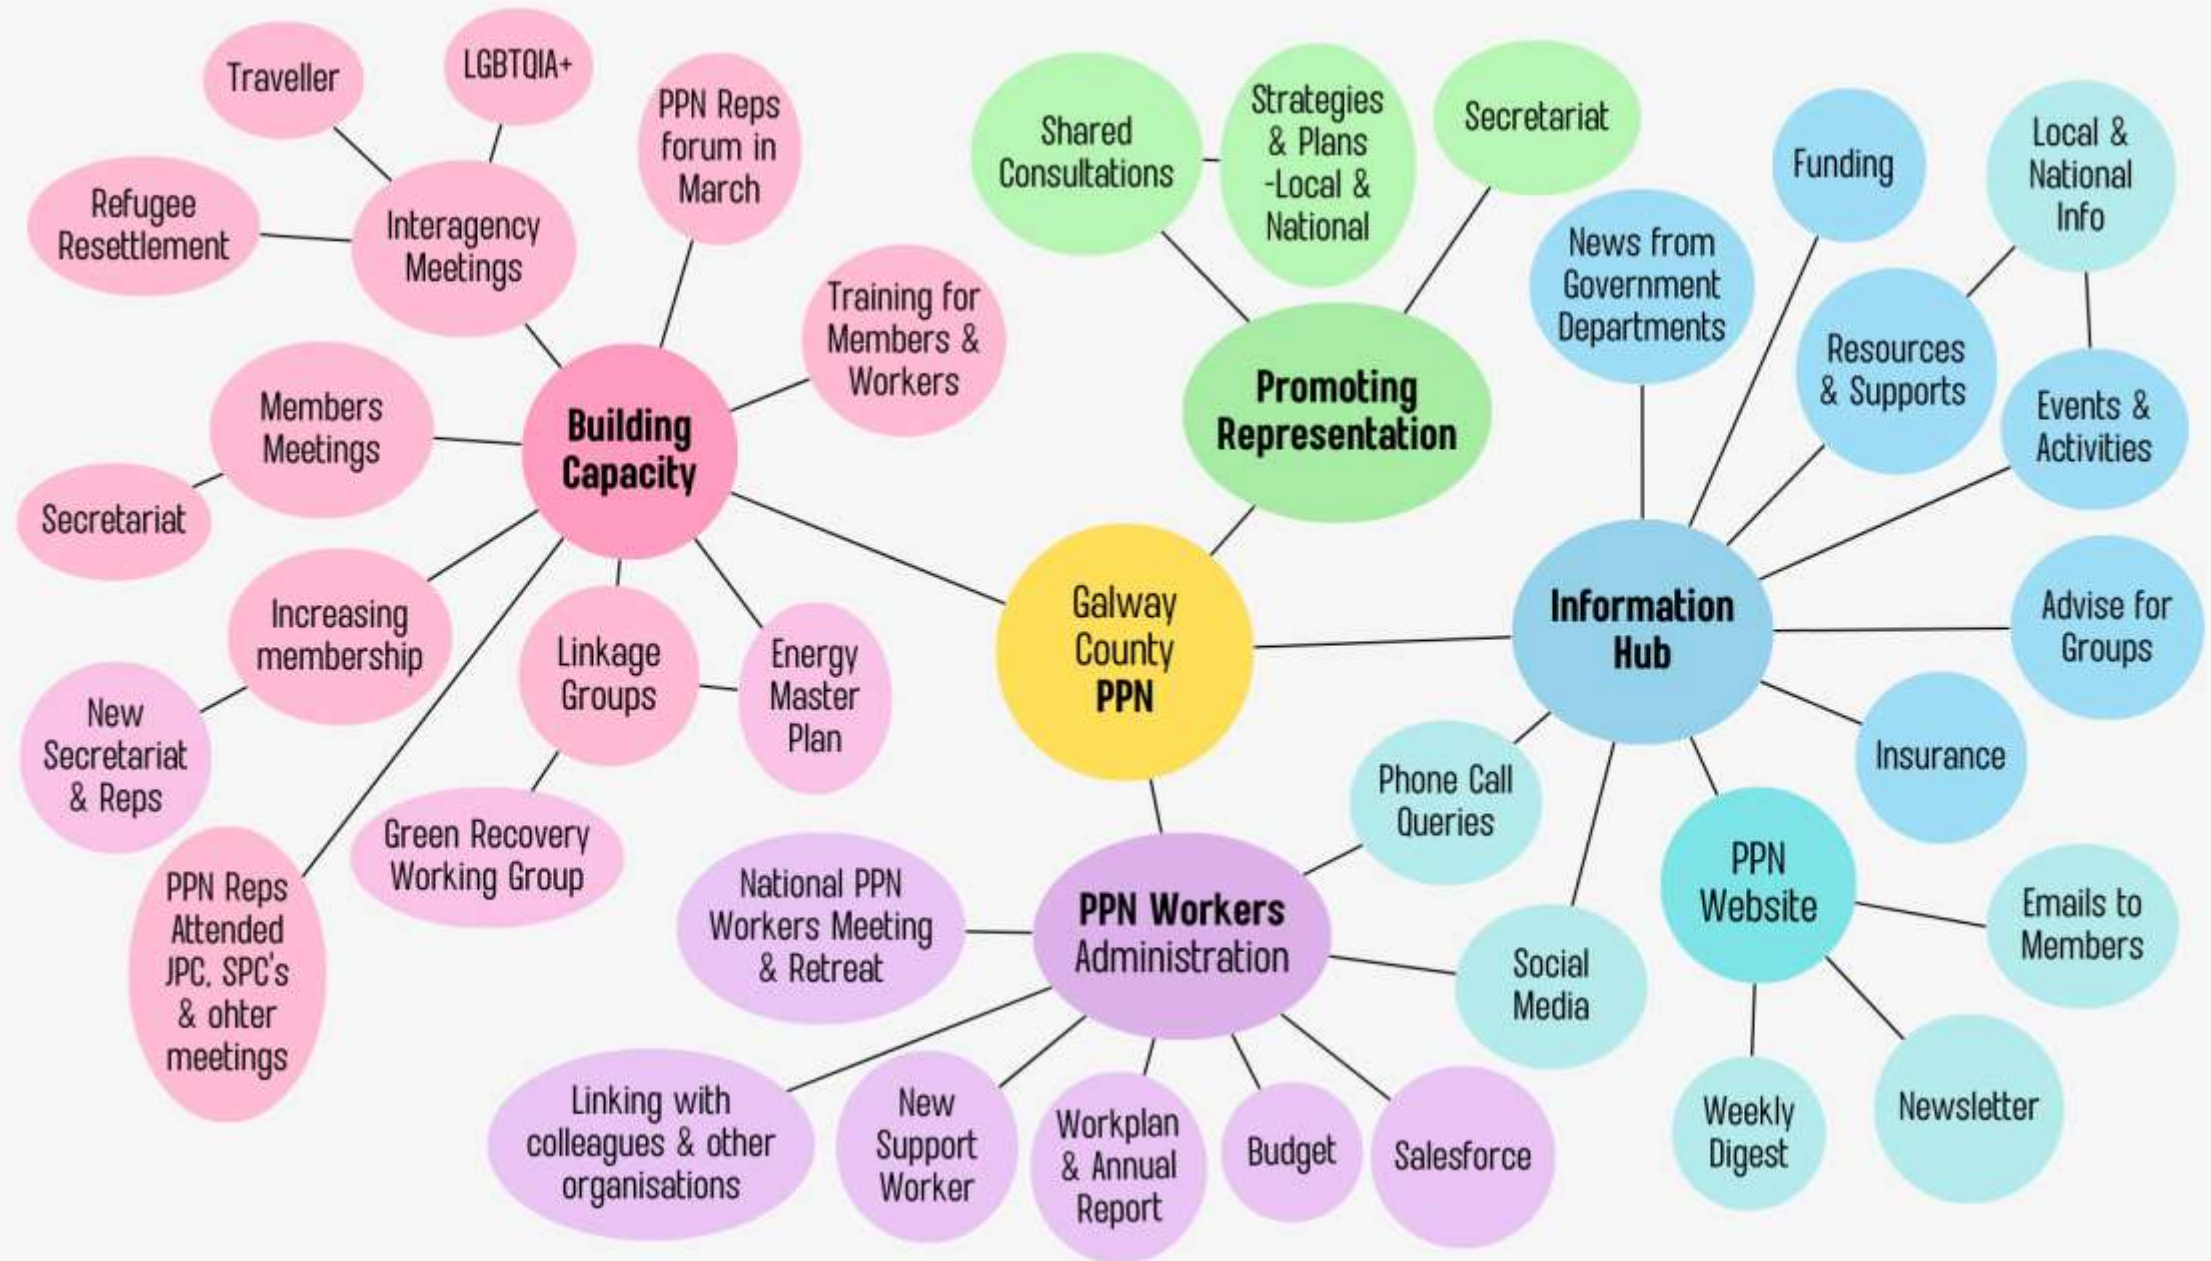 Traveller
LGBTQIA+
PPN Reps
forum in
March
Refugee
Resettlement
Interagency
Meetings
Training for
Members &
Workers
Members
Meetings
Building
Capacity
Secretariat
Increasing
membership
New
Secretariat
& Reps
Linkage
Groups
Energy
Master
Plan
Green Recovery
Working Group
PPN Reps
Attended
JPC, SPC's
& ohter
meetings
Shared
Consultations
Strategies
& Plans
-Local &
National
Secretariat
Promoting
Representation
Galway
County
PPN
News from
Government
Departments
Funding
Local &
National
Info
Resources
& Supports
Events &
Activities
Information
Hub
Advise for
Groups
Insurance
Phone Call
Queries
PPN
Website
Emails to
Members
Social
Media
Weekly
Digest
Newsletter
PPN Workers
Administration
National PPN
Workers Meeting
& Retreat
Linking with
colleagues & other
organisations
New
Support
Worker
Workplan
& Annual
Report
Budget
Salesforce